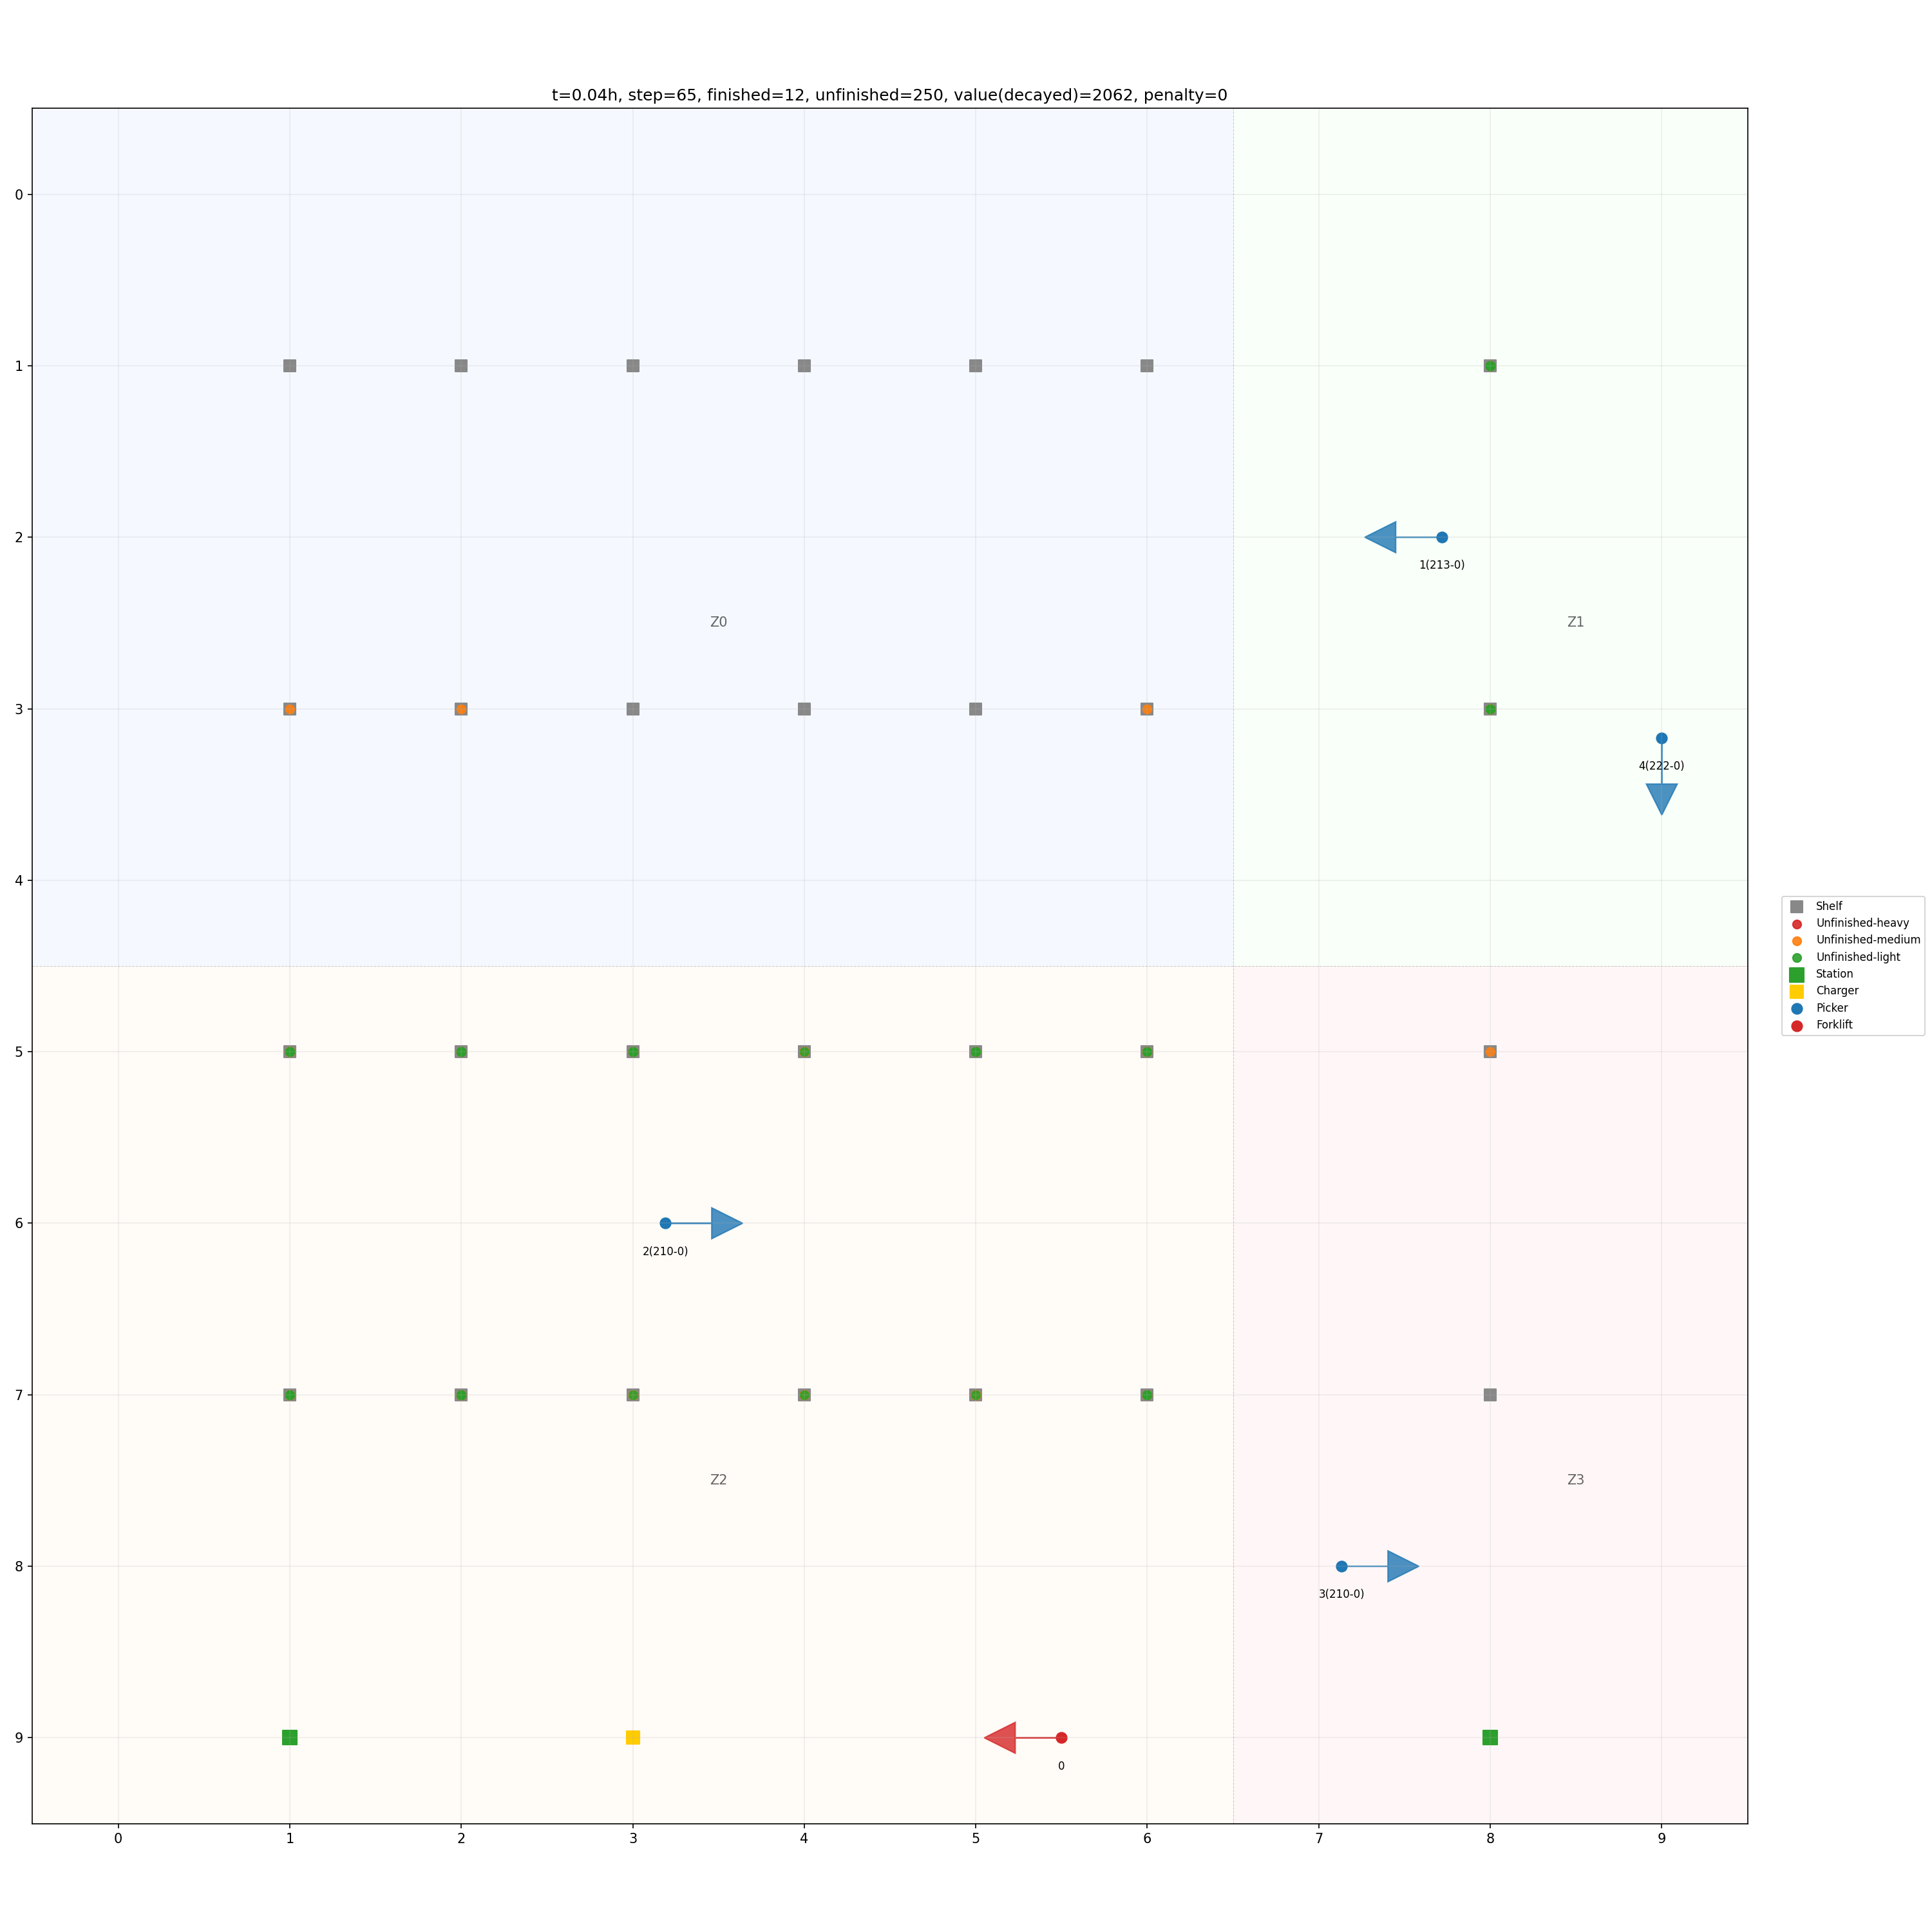 t=0.04h, step=65, finished=12, unfinished=250, value(decayed)=2062, penalty=0
0
1
2
1(213-0)
Z0
Z1
3
4(222-0)
4
Shelf
Unfinished-heavy
Unfinished-medium
Unfinished-light
Station
Charger
Picker
Forklift
5
6
2(210-0)
7
Z2
Z3
8
3(210-0)
9
0
0 1 2 3 4 5 6 7 8 9